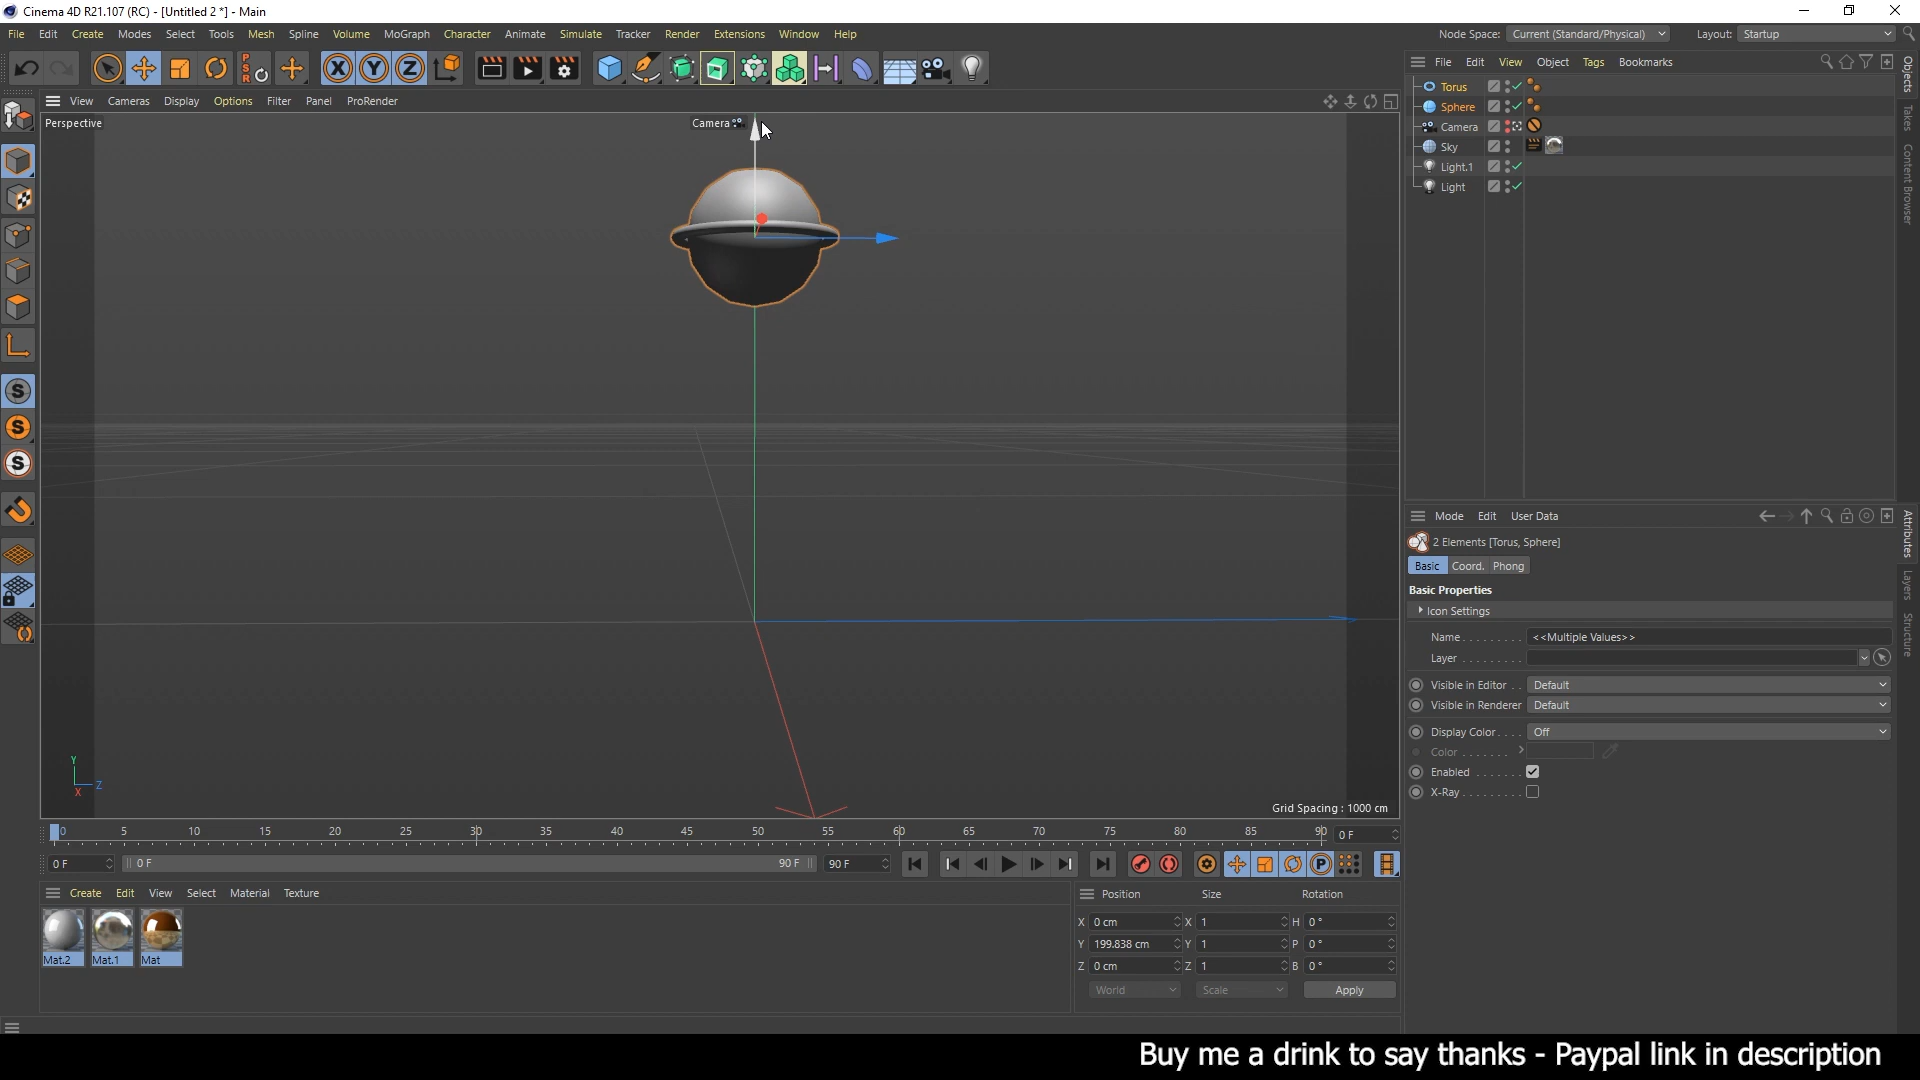 Cinema 4D R21.107 (RC) - [Untitled 2 *] - Main
File Edit Create Modes Select Tools Mesh Spline Volume MoGraph Character Animate Simulate Tracker Render Extensions Window Help
Node Space: Current (Standard/Physical) Layout: Startup
X Y Z
P
S
R
View Cameras Display Options Filter Panel ProRender
Perspective
Camera
Y
Z
X
Grid Spacing : 1000 cm
S
S
S
0 5 10 15 20 25 30 35 40 45 50 55 60 65 70 75 80 85 90 0 F
0 F 0 F 90 F 90 F
P
Create Edit View Select Material Texture
Mat.2 Mat.1 Mat
Position Size Rotation
X 0 cm X 1 H 0 °
Y 199.838 cm Y 1 P 0 °
Z 0 cm Z 1 B 0 °
World Scale Apply
File Edit View Object Tags Bookmarks
Torus
Sphere
Camera
Sky
Light.1
Light
Objects
Takes
Content Browser
Mode Edit User Data
2 Elements [Torus, Sphere]
Basic Coord. Phong
Basic Properties
Icon Settings
Name . . . . . . . . . <<Multiple Values>>
Layer . . . . . . . . .
Visible in Editor . . Default
Visible in Renderer Default
Display Color . . . . Off
Color . . . . . . .
Enabled . . . . . . .
X-Ray . . . . . . . . .
Attributes
Layers
Structure
Buy me a drink to say thanks - Paypal link in description